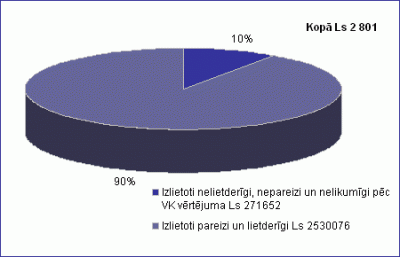 Kopā Ls 2 801
10%
90%
Izlietoti nelietderīgi, nepareizi un nelikumīgi pēc
VK vērtējuma Ls 271652
Izlietoti pareizi un lietderīgi Ls 2530076